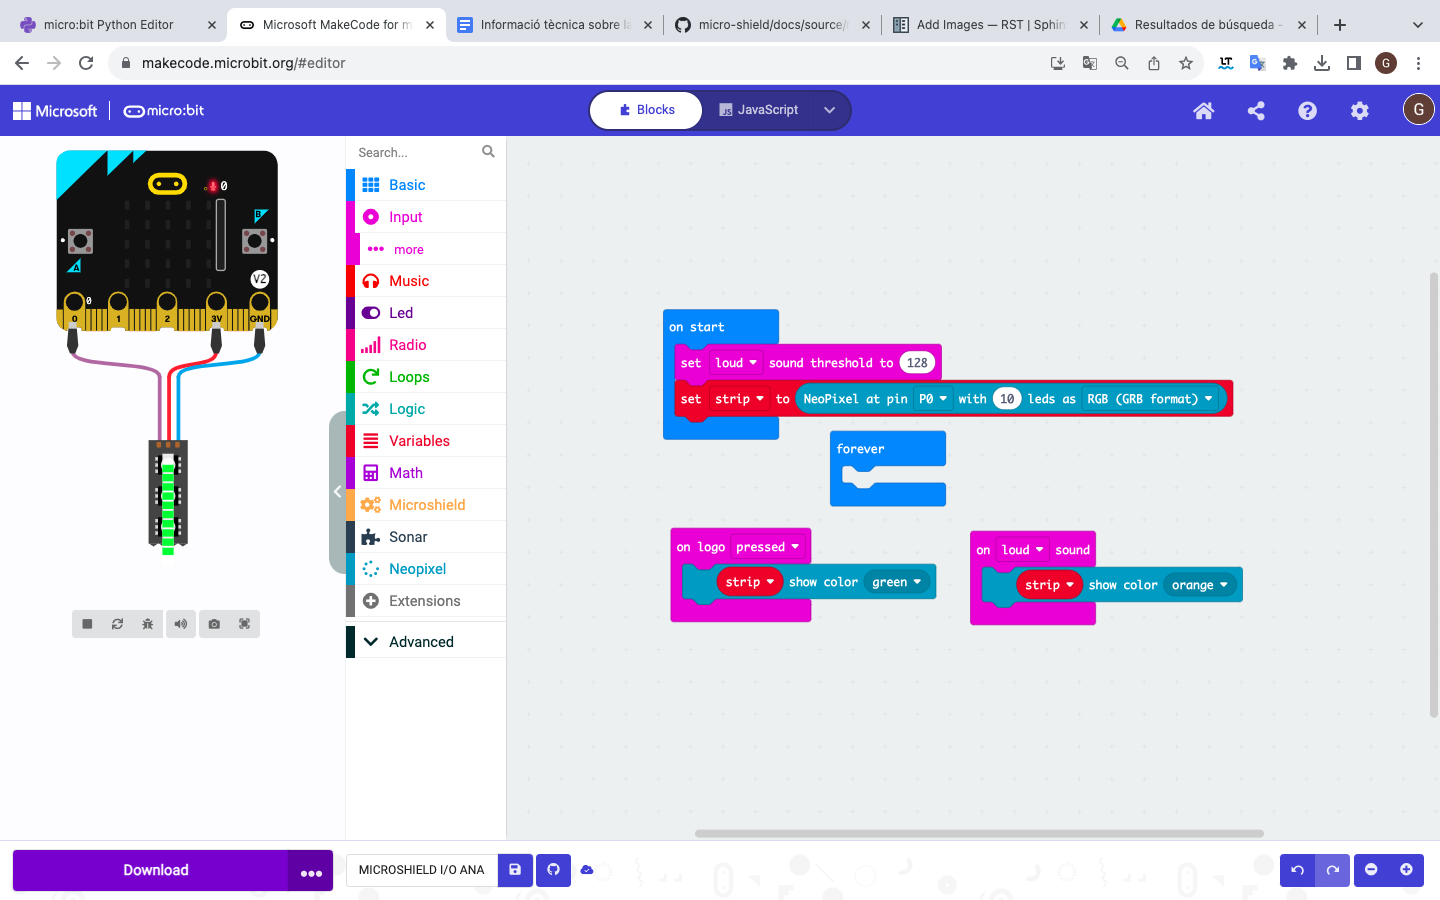 micro:bit Python Editor
Microsoft MakeCode for m
Informació tècnica sobre la
micro-shield/docs/source/
Add Images — RST | Sphin
Resultados de búsqueda -
makecode.microbit.org/#editor
LT
G
Microsoft
micro:bit
Blocks
JavaScript
G
0
B
A
V2
0
0 1 2 3V GND
Search...
Basic
Input
more
Music
Led
Radio
Loops
Logic
Variables
Math
Microshield
Sonar
Neopixel
Extensions
Advanced
on start
set loud sound threshold to 128
set strip to NeoPixel at pin P0 with 10 leds as RGB (GRB format)
forever
on logo pressed
strip show color green
on loud sound
strip show color orange
Download
MICROSHIELD I/O ANA